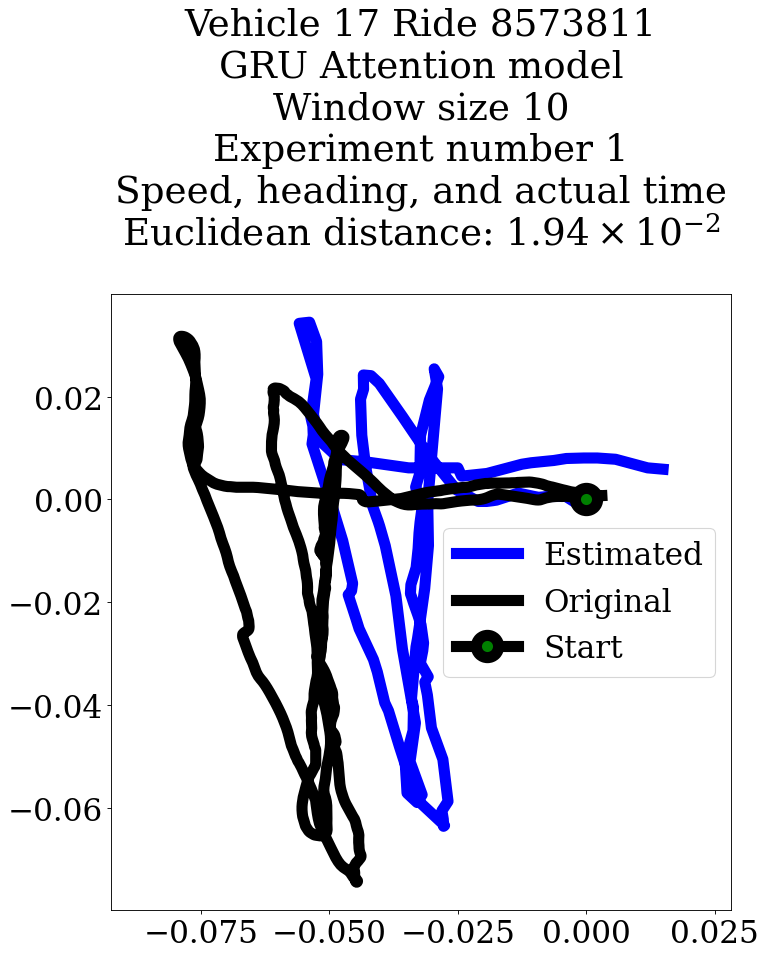 Vehicle 17 Ride 8573811
GRU Attention model
Window size 10
Experiment number 1
Speed, heading, and actual time
Euclidean distance: 1.94 × 10⁻²
0.02
0.00
−0.02
−0.04
−0.06
Estimated
Original
Start
−0.075 −0.050 −0.025 0.000 0.025